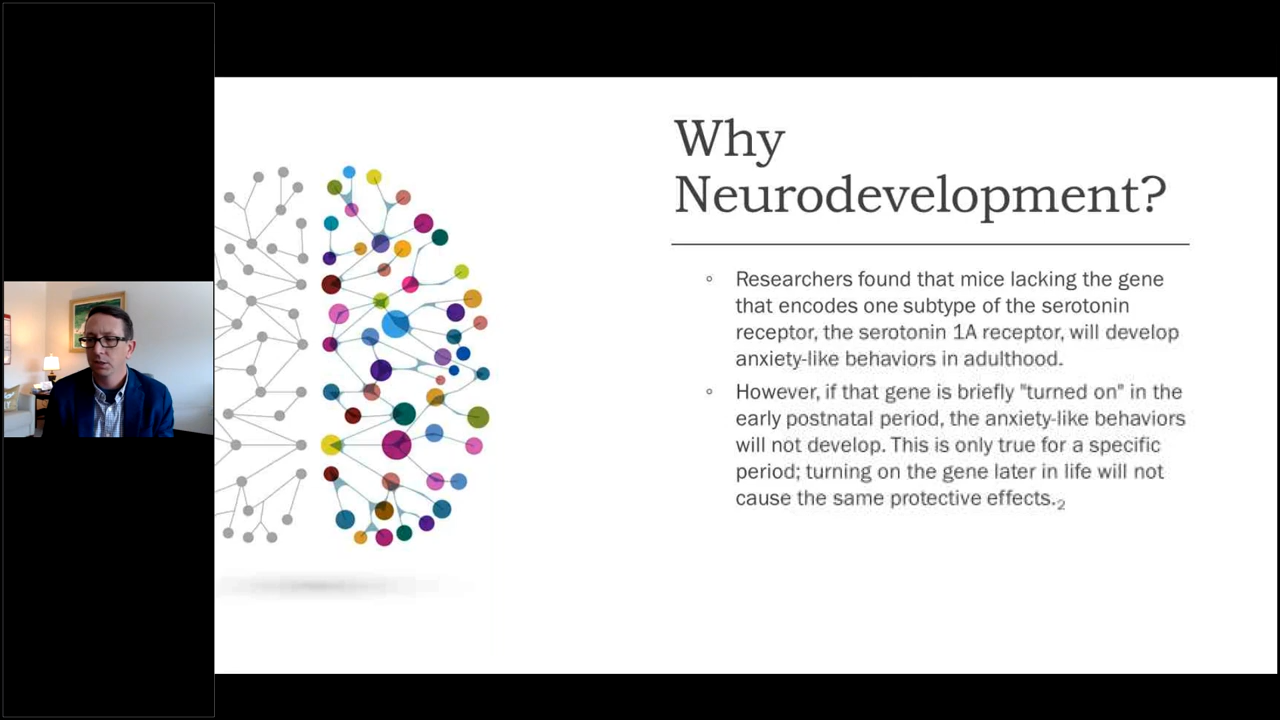 Why
Neurodevelopment?
◦ Researchers found that mice lacking the gene
that encodes one subtype of the serotonin
receptor, the serotonin 1A receptor, will develop
anxiety-like behaviors in adulthood.
◦ However, if that gene is briefly "turned on" in the
early postnatal period, the anxiety-like behaviors
will not develop. This is only true for a specific
period; turning on the gene later in life will not
cause the same protective effects.₂